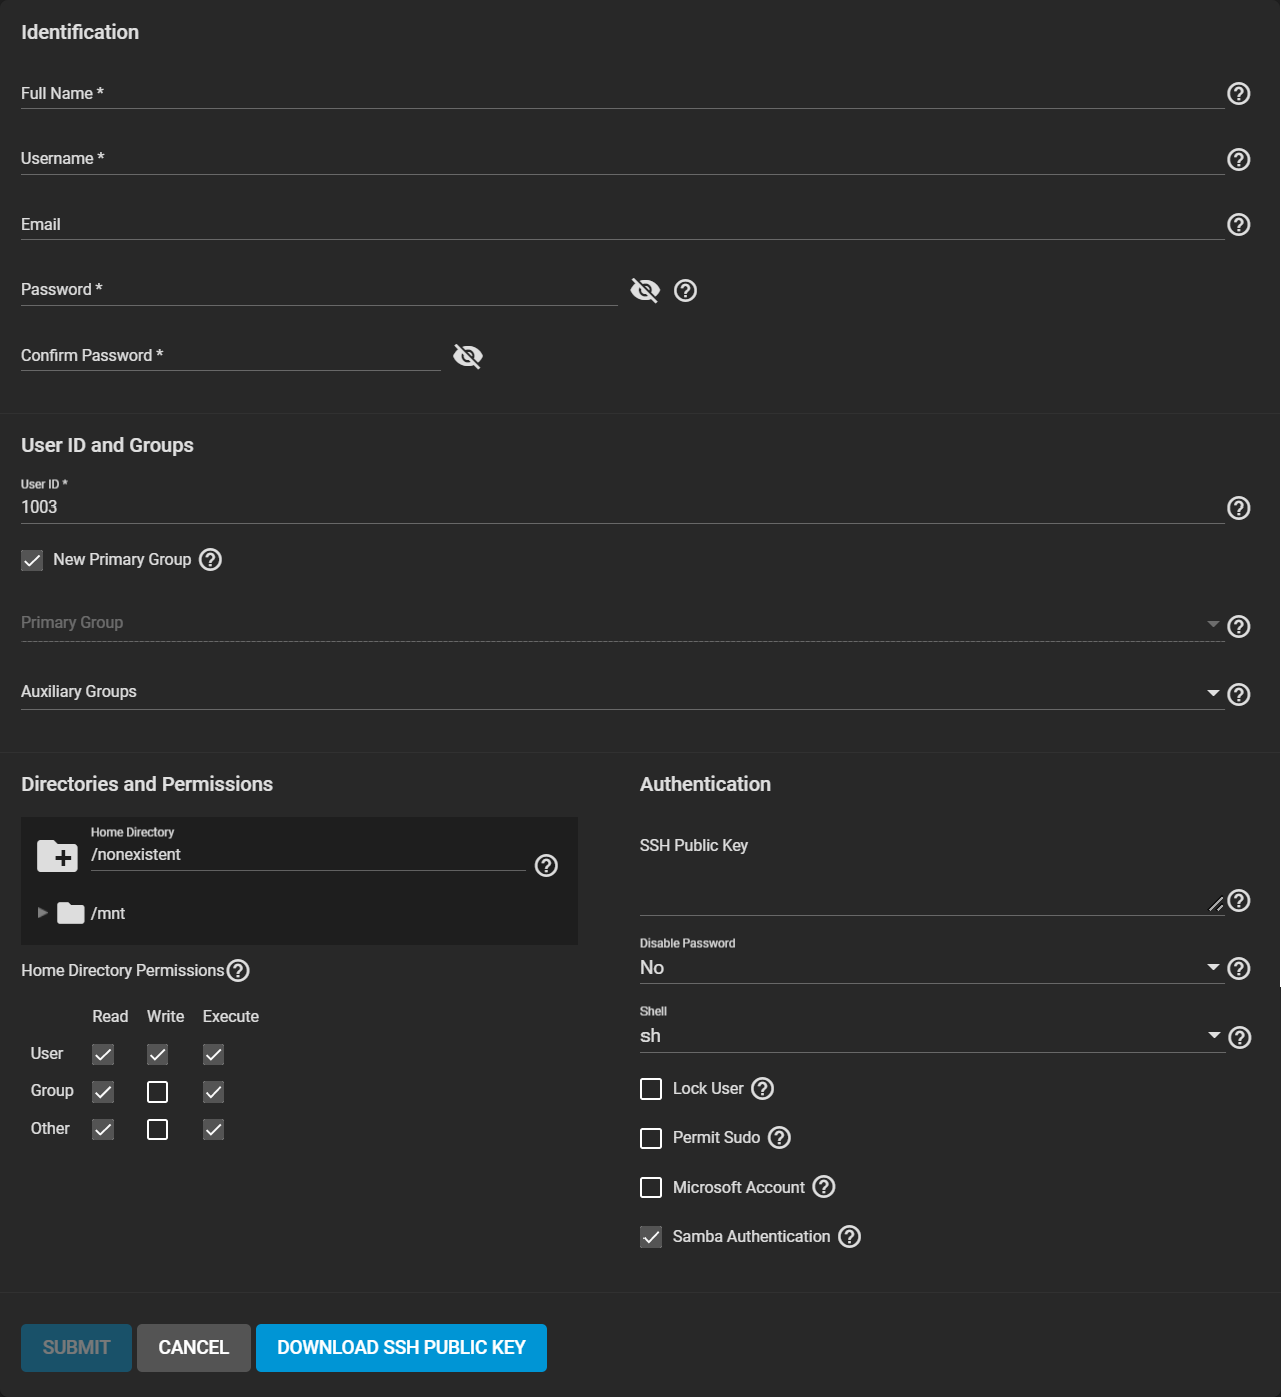 Identification
Full Name *
Username *
Email
Password *
Confirm Password *
User ID and Groups
User ID *
1003
New Primary Group
Primary Group
Auxiliary Groups
Directories and Permissions
Home Directory
/nonexistent
/mnt
Home Directory Permissions
Read Write Execute
User
Group
Other
Authentication
SSH Public Key
Disable Password
No
Shell
sh
Lock User
Permit Sudo
Microsoft Account
Samba Authentication
SUBMIT CANCEL DOWNLOAD SSH PUBLIC KEY